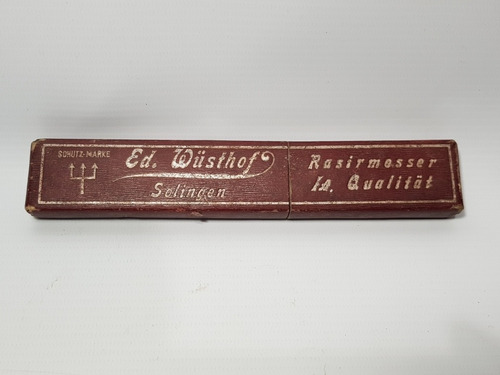 SCHUTZ-MARKE
Ed. Wüsthof
Solingen
Rasirmesser
Ia. Qualität